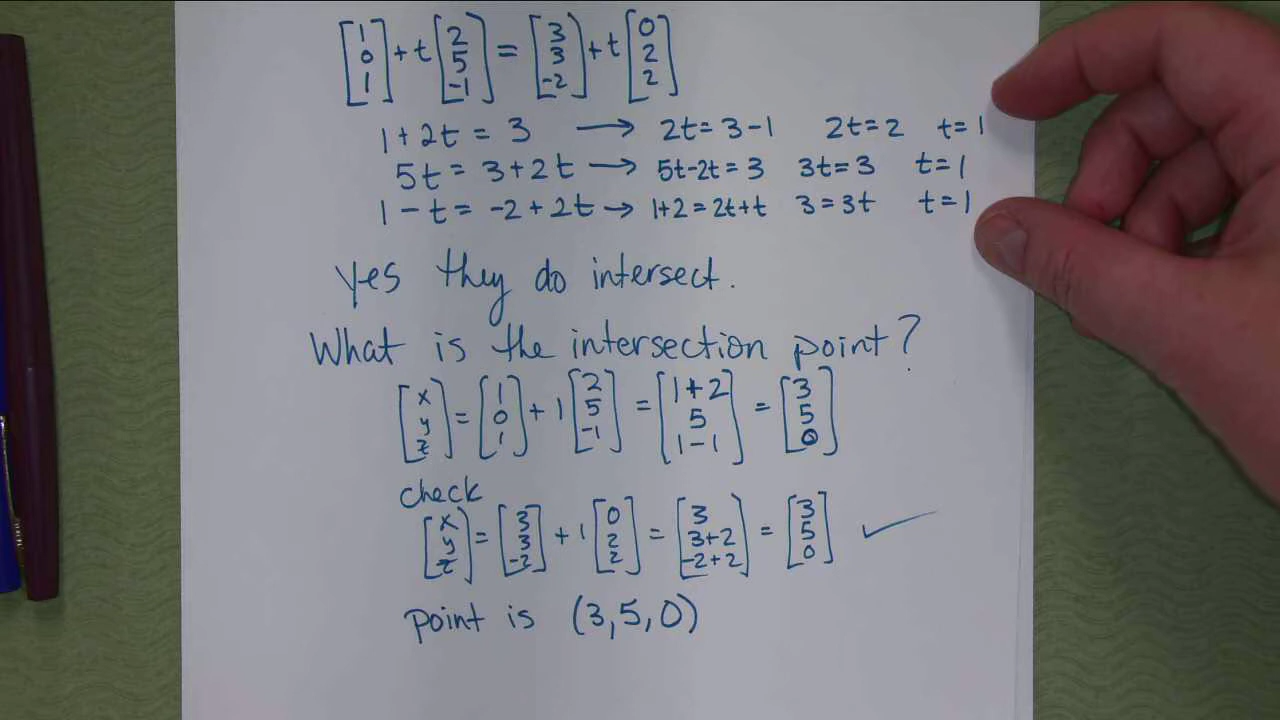 [1 0 1] + t [2 5 -1] = [3 3 -2] + t [0 2 2]
1 + 2t = 3 → 2t = 3 - 1 2t = 2 t = 1
5t = 3 + 2t → 5t - 2t = 3 3t = 3 t = 1
1 - t = -2 + 2t → 1+2 = 2t + t 3 = 3t t = 1
Yes they do intersect.
What is the intersection point?
[x y z] = [1 0 1] + 1 [2 5 -1] = [1+2 5 1-1] = [3 5 0]
check
[x y z] = [3 3 -2] + 1 [0 2 2] = [3 3+2 -2+2] = [3 5 0] ✓
point is (3, 5, 0)